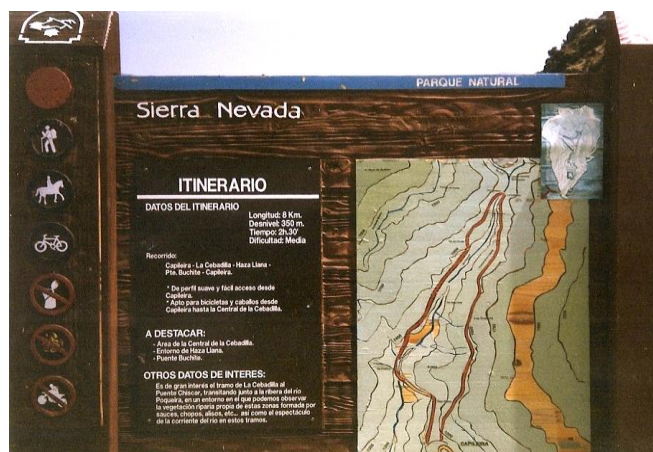 PARQUE NATURAL
Sierra Nevada
ITINERARIO
DATOS DEL ITINERARIO
Longitud: 8 Km.
Desnivel: 350 m.
Tiempo: 2h.30'
Dificultad: Media
Recorrido:
Capileira - La Cebadilla - Haza Llana -
Pte. Buchite - Capileira.
* De perfil suave y fácil acceso desde
Capileira.
* Apto para bicicletas y caballos desde
Capileira hasta la Central de la Cebadilla.
A DESTACAR:
- Area de la Central de la Cebadilla.
- Entorno de Haza Llana.
- Puente Buchite.
OTROS DATOS DE INTERES:
Es de gran interés el tramo de La Cebadilla al
Puente Chiscar, transitando junto a la ribera del río
Poqueira, en un entorno en el que podemos observar
la vegetación riparia propia de estas zonas formada por
sauces, chopos, alisos, etc... así como el espectáculo
de la corriente del río en estos tramos.
CAPILEIRA